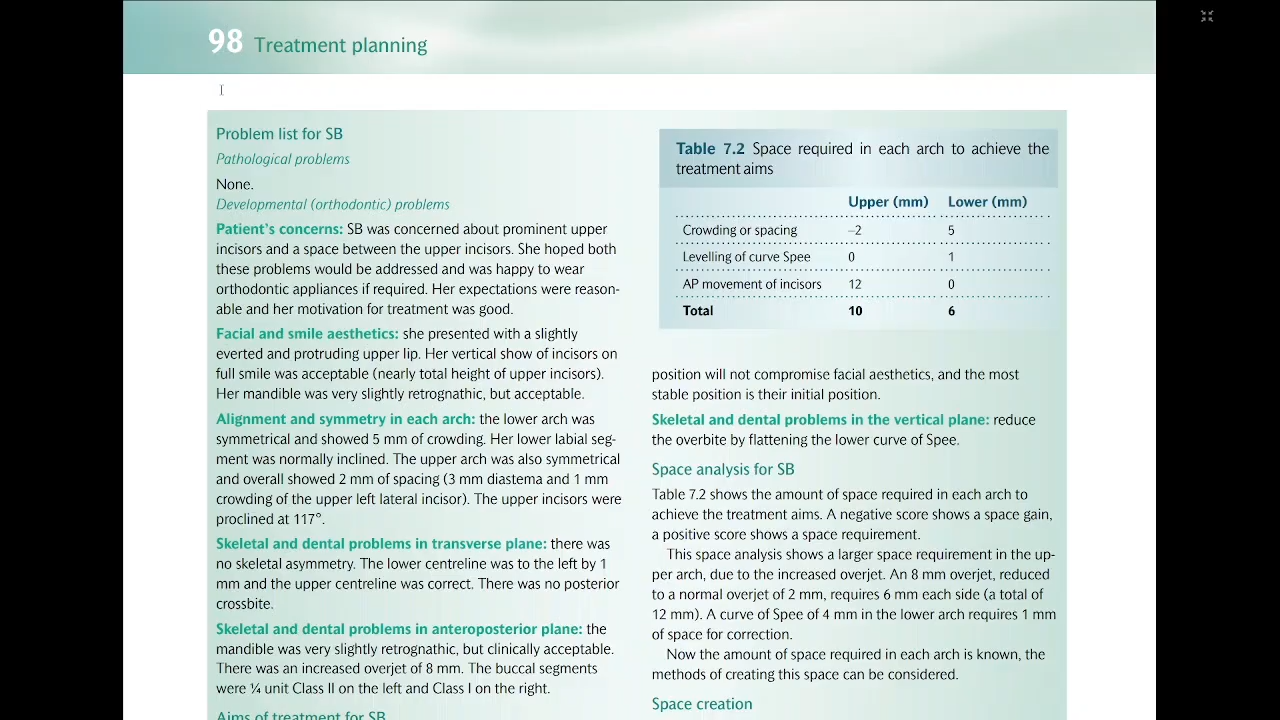 98 Treatment planning
Problem list for SB
Pathological problems
None.
Developmental (orthodontic) problems
Patient's concerns: SB was concerned about prominent upper
incisors and a space between the upper incisors. She hoped both
these problems would be addressed and was happy to wear
orthodontic appliances if required. Her expectations were reason-
able and her motivation for treatment was good.
Facial and smile aesthetics: she presented with a slightly
everted and protruding upper lip. Her vertical show of incisors on
full smile was acceptable (nearly total height of upper incisors).
Her mandible was very slightly retrognathic, but acceptable.
Alignment and symmetry in each arch: the lower arch was
symmetrical and showed 5 mm of crowding. Her lower labial seg-
ment was normally inclined. The upper arch was also symmetrical
and overall showed 2 mm of spacing (3 mm diastema and 1 mm
crowding of the upper left lateral incisor). The upper incisors were
proclined at 117°.
Skeletal and dental problems in transverse plane: there was
no skeletal asymmetry. The lower centreline was to the left by 1
mm and the upper centreline was correct. There was no posterior
crossbite.
Skeletal and dental problems in anteroposterior plane: the
mandible was very slightly retrognathic, but clinically acceptable.
There was an increased overjet of 8 mm. The buccal segments
were ¼ unit Class II on the left and Class I on the right.
Aims of treatment for SB
Table 7.2 Space required in each arch to achieve the
treatment aims
Upper (mm) Lower (mm)
Crowding or spacing –2 5
Levelling of curve Spee 0 1
AP movement of incisors 12 0
Total 10 6
position will not compromise facial aesthetics, and the most
stable position is their initial position.
Skeletal and dental problems in the vertical plane: reduce
the overbite by flattening the lower curve of Spee.
Space analysis for SB
Table 7.2 shows the amount of space required in each arch to
achieve the treatment aims. A negative score shows a space gain,
a positive score shows a space requirement.
This space analysis shows a larger space requirement in the up-
per arch, due to the increased overjet. An 8 mm overjet, reduced
to a normal overjet of 2 mm, requires 6 mm each side (a total of
12 mm). A curve of Spee of 4 mm in the lower arch requires 1 mm
of space for correction.
Now the amount of space required in each arch is known, the
methods of creating this space can be considered.
Space creation